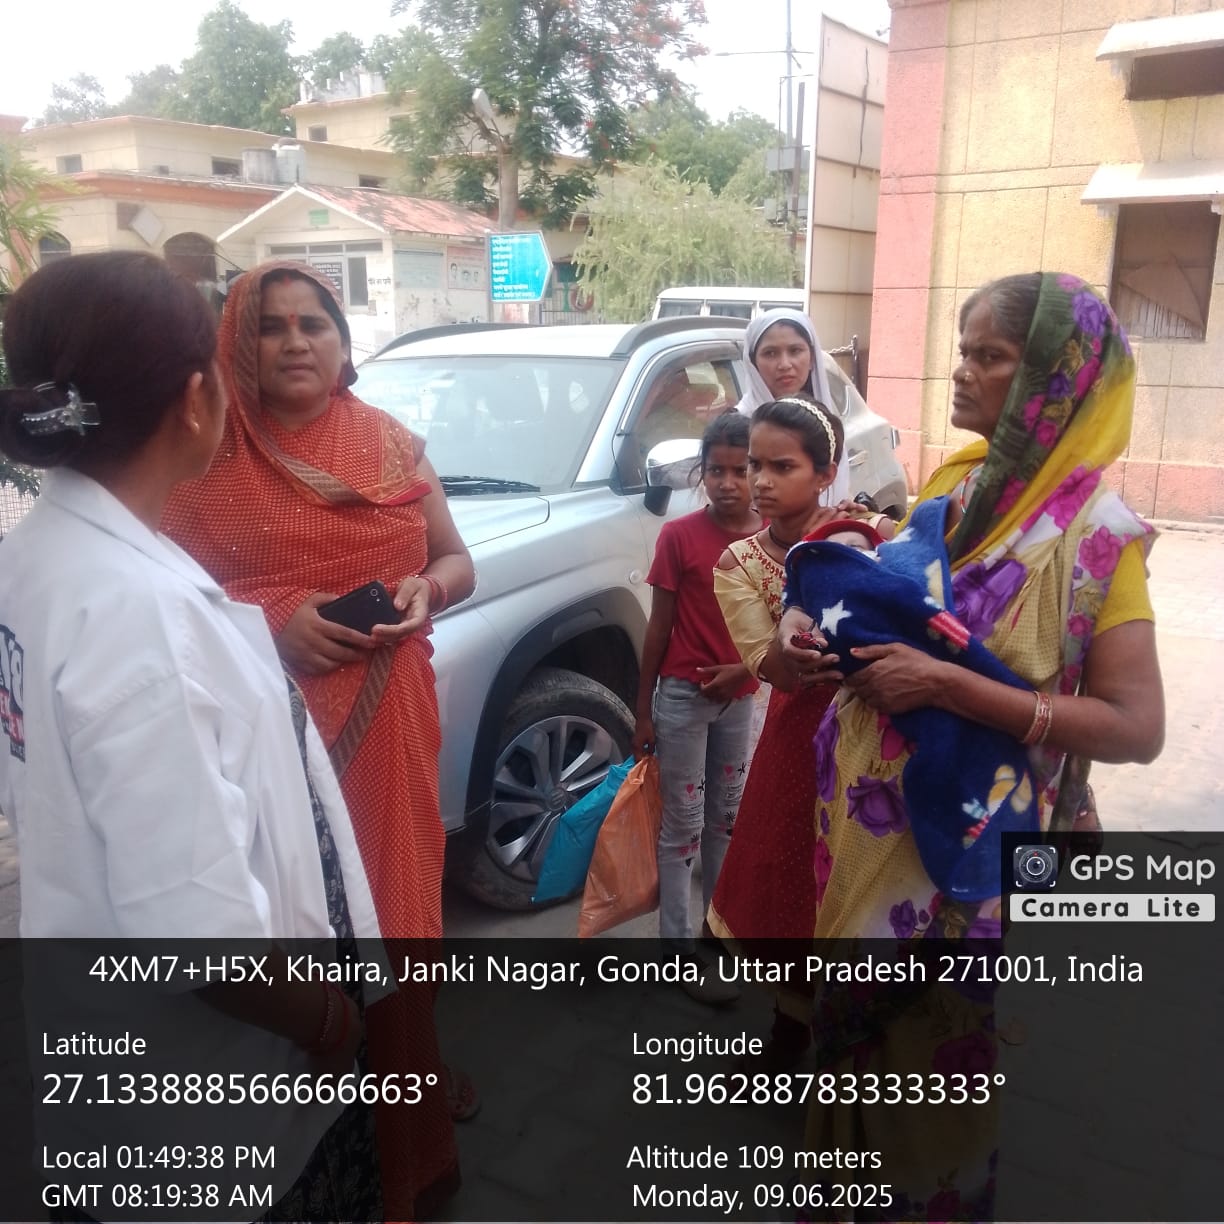 GPS Map
Camera Lite
4XM7+H5X, Khaira, Janki Nagar, Gonda, Uttar Pradesh 271001, India
Latitude
27.133888566666663°
Longitude
81.96288783333333°
Local 01:49:38 PM
GMT 08:19:38 AM
Altitude 109 meters
Monday, 09.06.2025